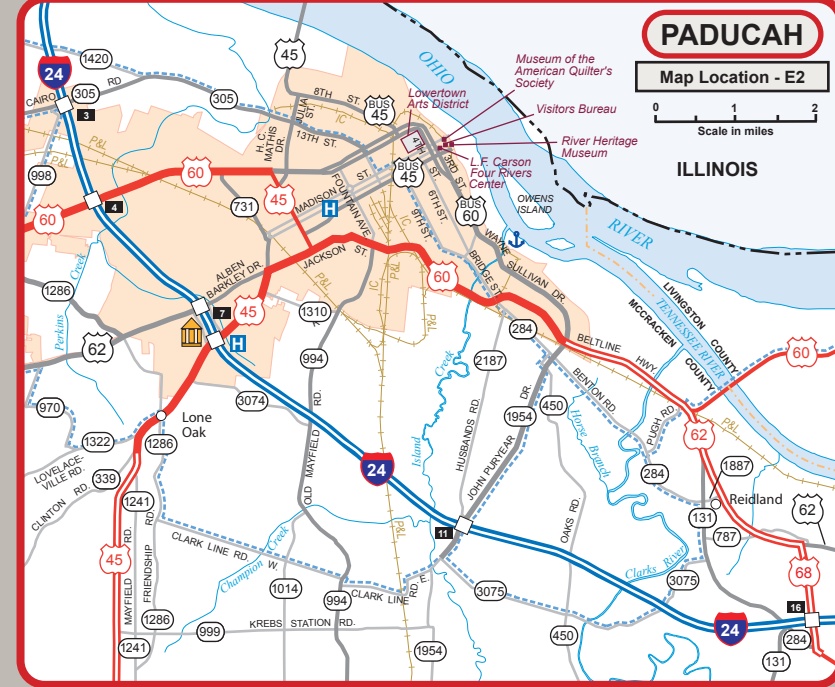 PADUCAH
Map Location - E2
0 1 2
Scale in miles
ILLINOIS
OHIO
RIVER
Museum of the
American Quilter's
Society
Visitors Bureau
River Heritage
Museum
L.F. Carson
Four Rivers
Center
Lowertown
Arts District
OWENS
ISLAND
24
1420
CAIRO
RD
305
305
3
45
8TH ST.
BUS
45
IC
JULIA
ST.
H. C.
MATHIS
DR.
13TH ST.
P&L
P&L
998
60
60
4
731
45
MADISON ST.
FOUNTAIN AVE.
H
BUS
45
4TH
ST.
3RD ST.
6TH ST.
9TH ST.
BUS
60
WAYNE
SULLIVAN DR.
BRIDGE ST.
IC
P&L
IC
P&L
P&L
JACKSON ST.
60
ALBEN
BARKLEY DR.
Perkins
Creek
1286
62
7
45
H
1310
994
284
2187
BELTLINE HWY.
LIVINGSTON COUNTY
TENNESSEE RIVER
MCCRACKEN COUNTY
60
P&L
970
1322
LOVELACE-
VILLE RD.
339
CLINTON RD.
Lone
Oak
1286
3074
OLD MAYFIELD RD.
24
Island
Creek
HUSBANDS RD.
JOHN PURYEAR DR.
1954
450
BENTON RD.
Horse Branch
PUGH RD.
62
284
1887
Reidland
131
787
62
68
1241
45
MAYFIELD RD.
FRIENDSHIP RD.
CLARK LINE RD. W.
Champion Creek
P&L
11
OAKS RD.
Clarks River
3075
3075
CLARK LINE RD. E.
1014
994
1286
1241
999
KREBS STATION RD.
1954
450
24
16
284
131